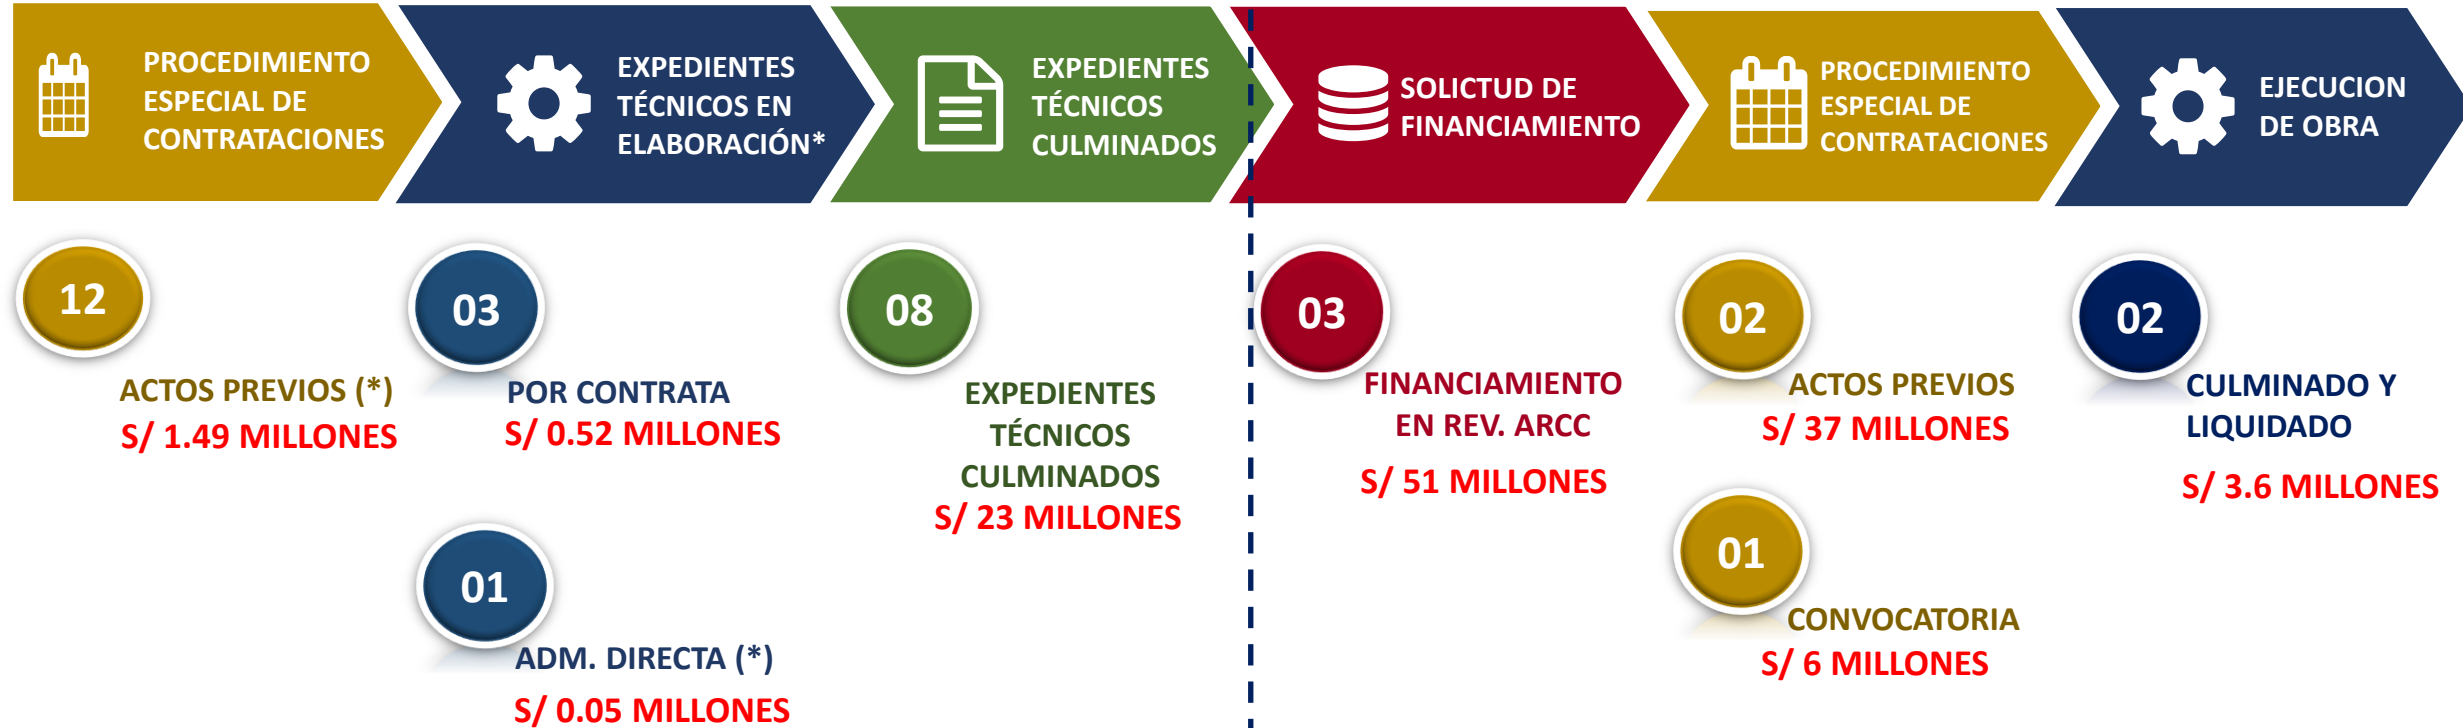 PROCEDIMIENTO
ESPECIAL DE
CONTRATACIONES
EXPEDIENTES
TÉCNICOS EN
ELABORACIÓN*
EXPEDIENTES
TÉCNICOS
CULMINADOS
SOLICTUD DE
FINANCIAMIENTO
PROCEDIMIENTO
ESPECIAL DE
CONTRATACIONES
EJECUCION
DE OBRA
12
ACTOS PREVIOS (*)
S/ 1.49 MILLONES
03
POR CONTRATA
S/ 0.52 MILLONES
01
ADM. DIRECTA (*)
S/ 0.05 MILLONES
08
EXPEDIENTES
TÉCNICOS
CULMINADOS
S/ 23 MILLONES
03
FINANCIAMIENTO
EN REV. ARCC
S/ 51 MILLONES
02
ACTOS PREVIOS
S/ 37 MILLONES
01
CONVOCATORIA
S/ 6 MILLONES
02
CULMINADO Y
LIQUIDADO
S/ 3.6 MILLONES